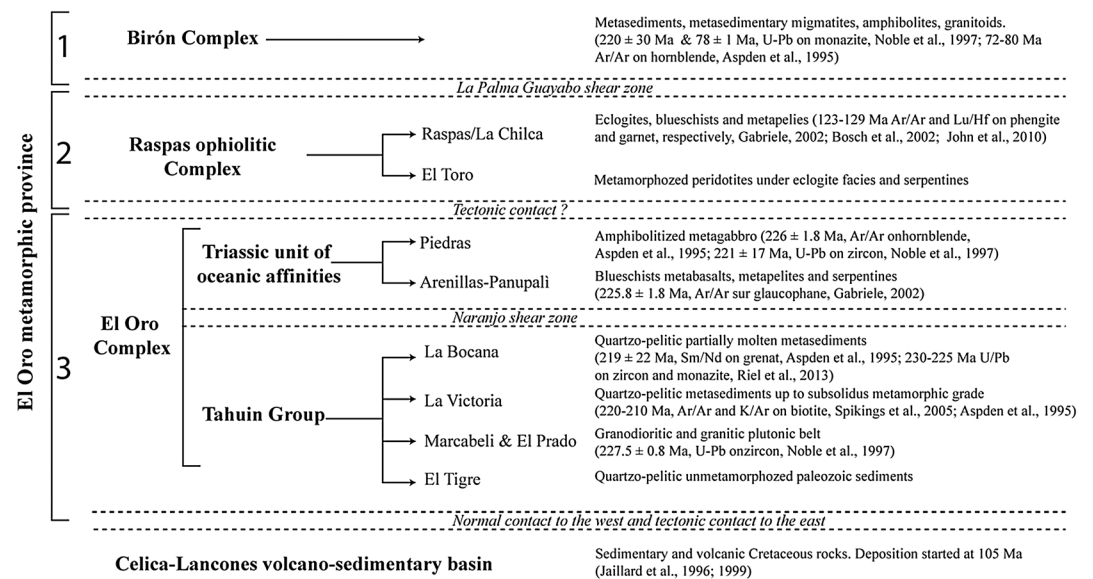 El Oro metamorphic province
1
Birón Complex
Metasediments, metasedimentary migmatites, amphibolites, granitoids.
(220 ± 30 Ma & 78 ± 1 Ma, U-Pb on monazite, Noble et al., 1997; 72-80 Ma
Ar/Ar on hornblende, Aspden et al., 1995)
La Palma Guayabo shear zone
2
Raspas ophiolitic
Complex
Raspas/La Chilca
Eclogites, blueschists and metapelies (123-129 Ma Ar/Ar and Lu/Hf on phengite
and garnet, respectively, Gabriele, 2002; Bosch et al., 2002; John et al., 2010)
El Toro
Metamorphozed peridotites under eclogite facies and serpentines
Tectonic contact ?
3
El Oro
Complex
Triassic unit of
oceanic affinities
Piedras
Amphibolitized metagabbro (226 ± 1.8 Ma, Ar/Ar onhornblende,
Aspden et al., 1995; 221 ± 17 Ma, U-Pb on zircon, Noble et al., 1997)
Arenillas-Panupalì
Blueschists metabasalts, metapelites and serpentines
(225.8 ± 1.8 Ma, Ar/Ar sur glaucophane, Gabriele, 2002)
Naranjo shear zone
Tahuin Group
La Bocana
Quartzo-pelitic partially molten metasediments
(219 ± 22 Ma, Sm/Nd on grenat, Aspden et al., 1995; 230-225 Ma U/Pb
on zircon and monazite, Riel et al., 2013)
La Victoria
Quartzo-pelitic metasediments up to subsolidus metamorphic grade
(220-210 Ma, Ar/Ar and K/Ar on biotite, Spikings et al., 2005; Aspden et al., 1995)
Marcabeli & El Prado
Granodioritic and granitic plutonic belt
(227.5 ± 0.8 Ma, U-Pb onzircon, Noble et al., 1997)
El Tigre
Quartzo-pelitic unmetamorphozed paleozoic sediments
Normal contact to the west and tectonic contact to the east
Celica-Lancones volcano-sedimentary basin
Sedimentary and volcanic Cretaceous rocks. Deposition started at 105 Ma
(Jaillard et al., 1996; 1999)